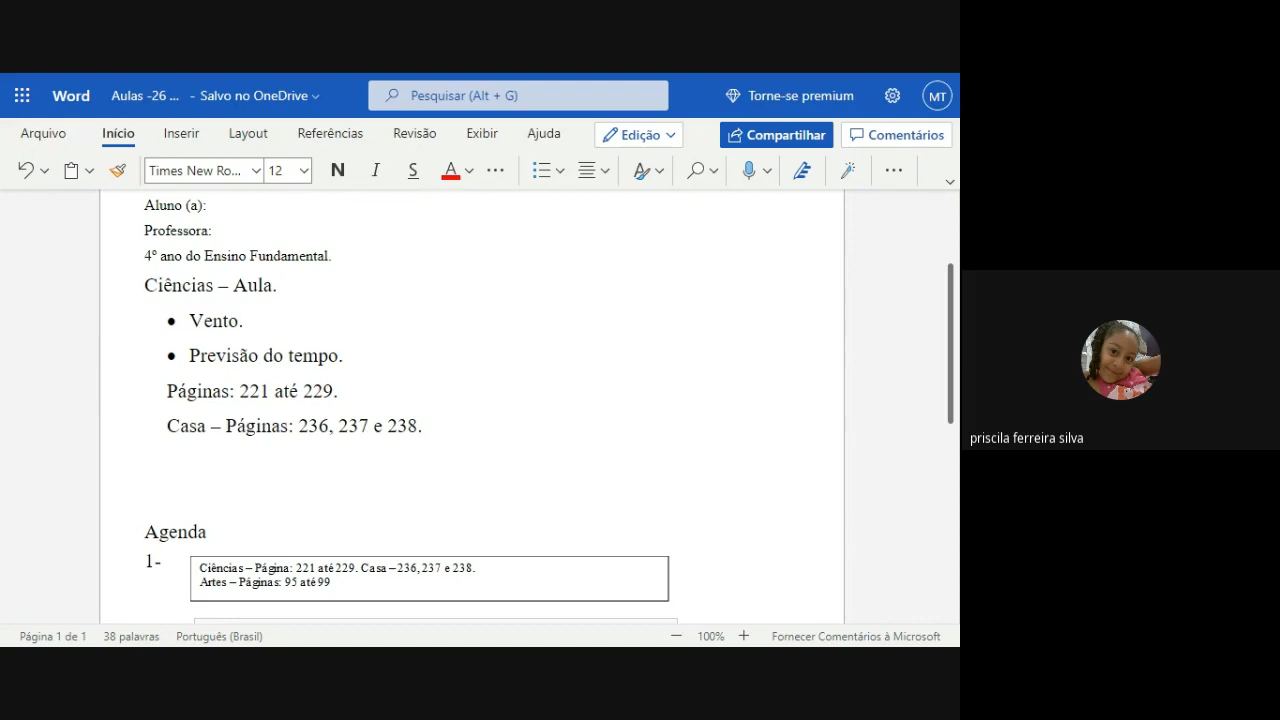 Word Aulas -26 ... - Salvo no OneDrive Pesquisar (Alt + G) Torne-se premium MT
Arquivo Início Inserir Layout Referências Revisão Exibir Ajuda Edição Compartilhar Comentários
Times New Ro... 12 N I S A ...
Aluno (a):
Professora:
4º ano do Ensino Fundamental.
Ciências – Aula.
• Vento.
• Previsão do tempo.
Páginas: 221 até 229.
Casa – Páginas: 236, 237 e 238.
priscila ferreira silva
Agenda
1-
Ciências – Página: 221 até 229. Casa – 236, 237 e 238.
Artes – Páginas: 95 até 99
Página 1 de 1 38 palavras Português (Brasil) — 100% + Fornecer Comentários à Microsoft